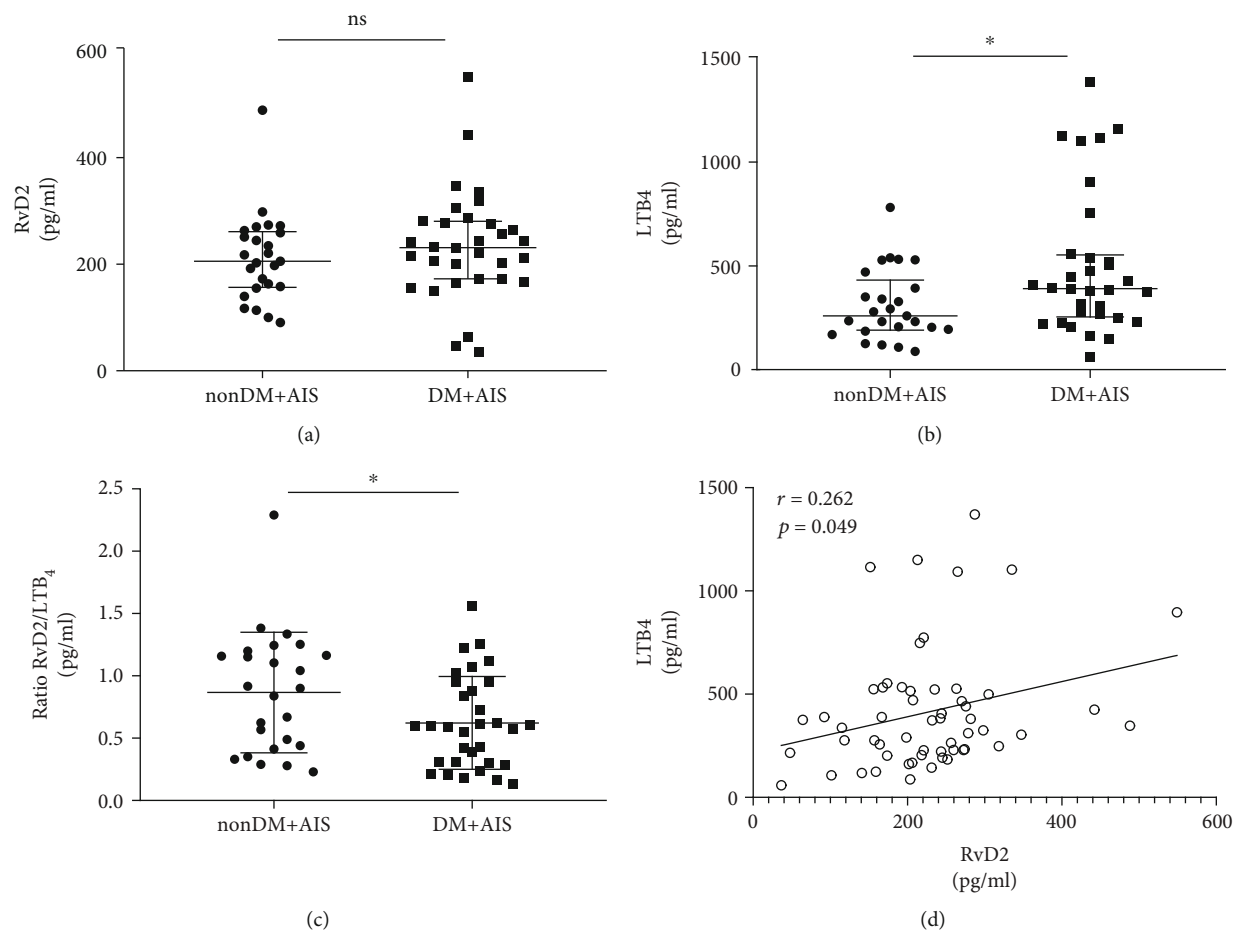 ns
600
400
200
0
RvD2
(pg/ml)
nonDM+AIS
DM+AIS
(a)
*
1500
1000
500
0
LTB4
(pg/ml)
nonDM+AIS
DM+AIS
(b)
*
2.5
2.0
1.5
1.0
0.5
0.0
Ratio RvD2/LTB₄
(pg/ml)
nonDM+AIS
DM+AIS
(c)
r = 0.262
p = 0.049
1500
1000
500
0
LTB4
(pg/ml)
0 200 400 600
RvD2
(pg/ml)
(d)